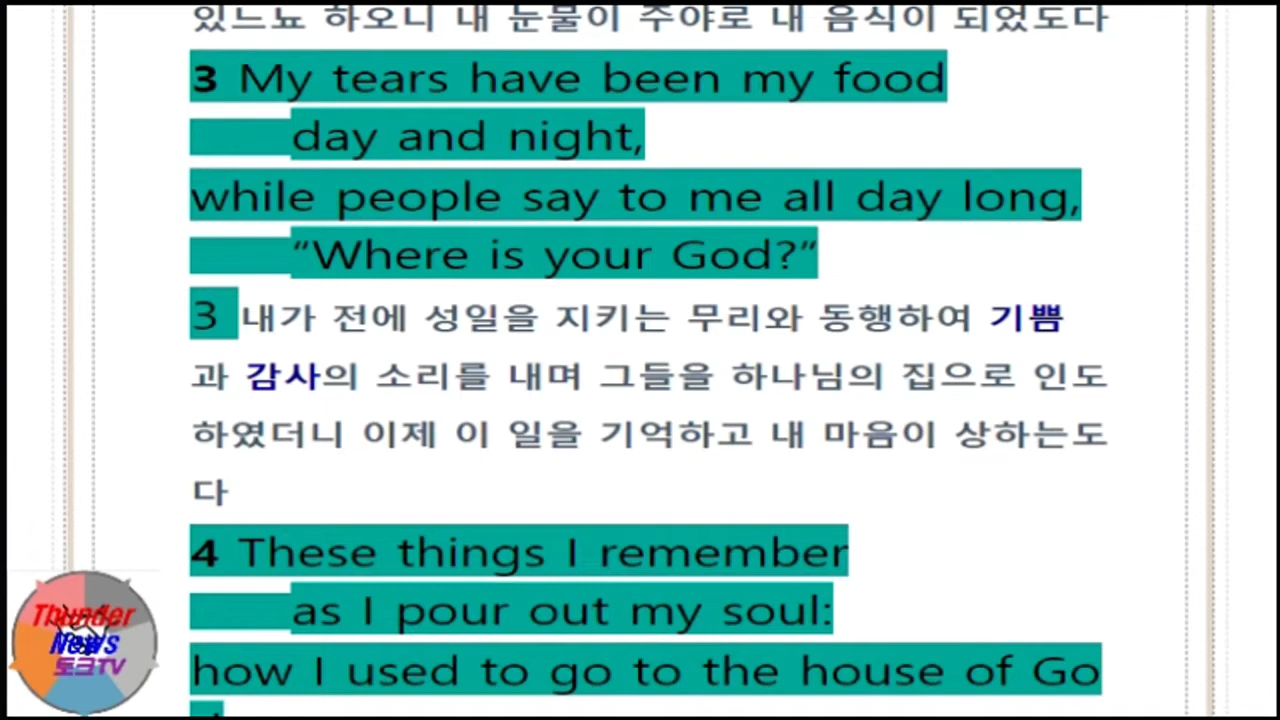 있느뇨 하오니 내 눈물이 주야로 내 음식이 되었도다
3 My tears have been my food
day and night,
while people say to me all day long,
“Where is your God?”
3 내가 전에 성일을 지키는 무리와 동행하여 기쁨
과 감사의 소리를 내며 그들을 하나님의 집으로 인도
하였더니 이제 이 일을 기억하고 내 마음이 상하는도
다
4 These things I remember
as I pour out my soul:
how I used to go to the house of Go
Thunder
News
토크TV